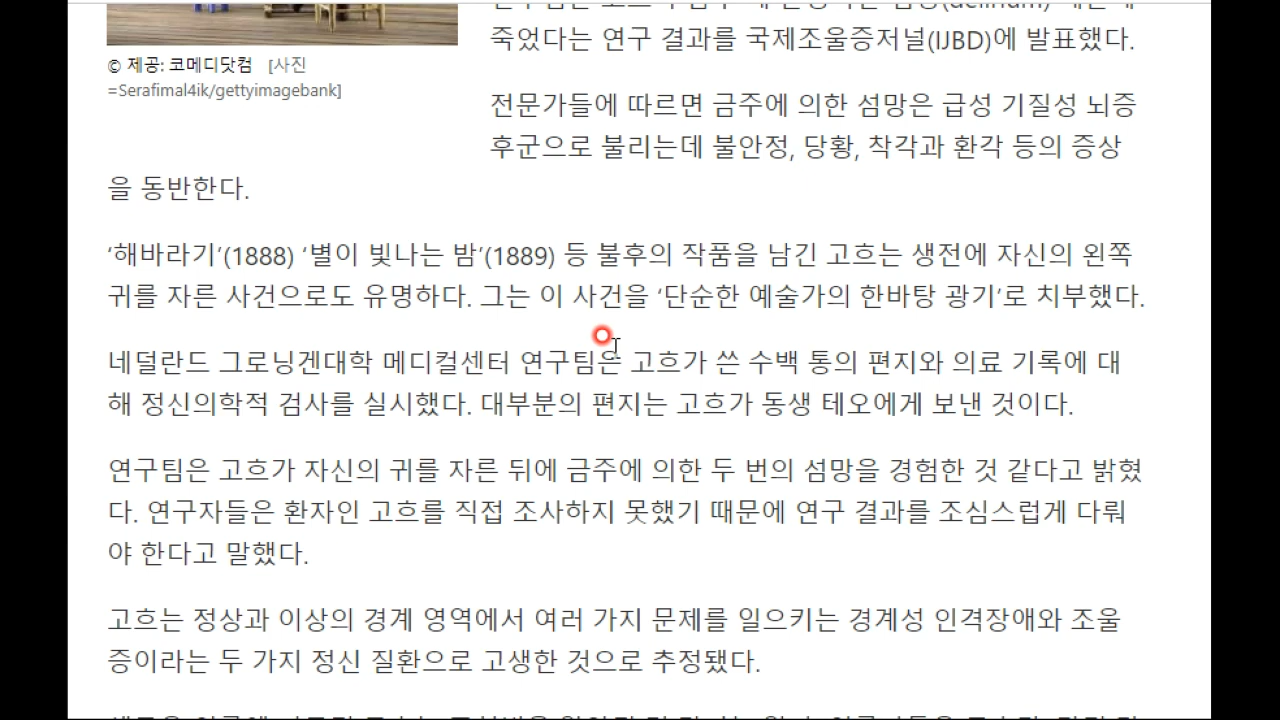 죽었다는 연구 결과를 국제조울증저널(IJBD)에 발표했다.
© 제공: 코메디닷컴 [사진
=Serafimal4ik/gettyimagebank]
전문가들에 따르면 금주에 의한 섬망은 급성 기질성 뇌증
후군으로 불리는데 불안정, 당황, 착각과 환각 등의 증상
을 동반한다.
‘해바라기’(1888) ‘별이 빛나는 밤’(1889) 등 불후의 작품을 남긴 고흐는 생전에 자신의 왼쪽
귀를 자른 사건으로도 유명하다. 그는 이 사건을 ‘단순한 예술가의 한바탕 광기’로 치부했다.
네덜란드 그로닝겐대학 메디컬센터 연구팀은 고흐가 쓴 수백 통의 편지와 의료 기록에 대
해 정신의학적 검사를 실시했다. 대부분의 편지는 고흐가 동생 테오에게 보낸 것이다.
연구팀은 고흐가 자신의 귀를 자른 뒤에 금주에 의한 두 번의 섬망을 경험한 것 같다고 밝혔
다. 연구자들은 환자인 고흐를 직접 조사하지 못했기 때문에 연구 결과를 조심스럽게 다뤄
야 한다고 말했다.
고흐는 정상과 이상의 경계 영역에서 여러 가지 문제를 일으키는 경계성 인격장애와 조울
증이라는 두 가지 정신 질환으로 고생한 것으로 추정됐다.